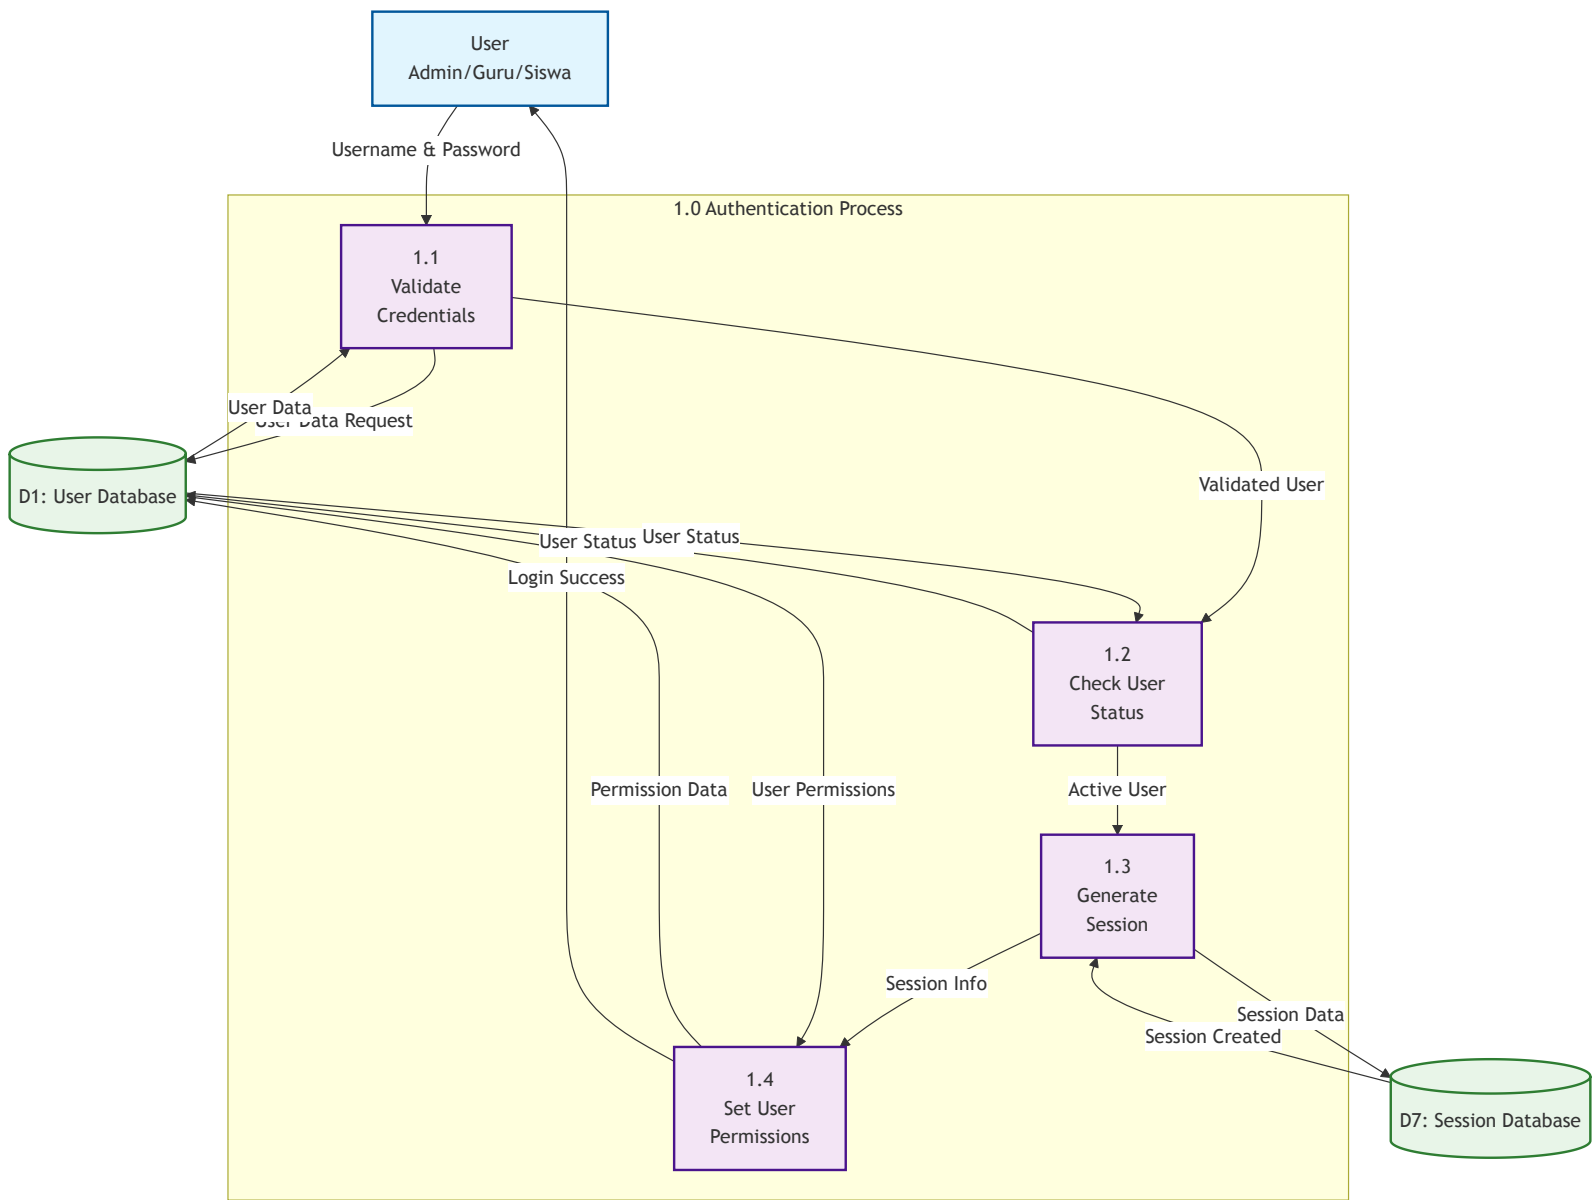 User
Admin/Guru/Siswa
Username & Password
1.0 Authentication Process
1.1
Validate
Credentials
User Data
User Data Request
D1: User Database
Validated User
User Status
User Status
Login Success
1.2
Check User
Status
Permission Data
User Permissions
Active User
1.3
Generate
Session
Session Info
Session Data
Session Created
1.4
Set User
Permissions
D7: Session Database